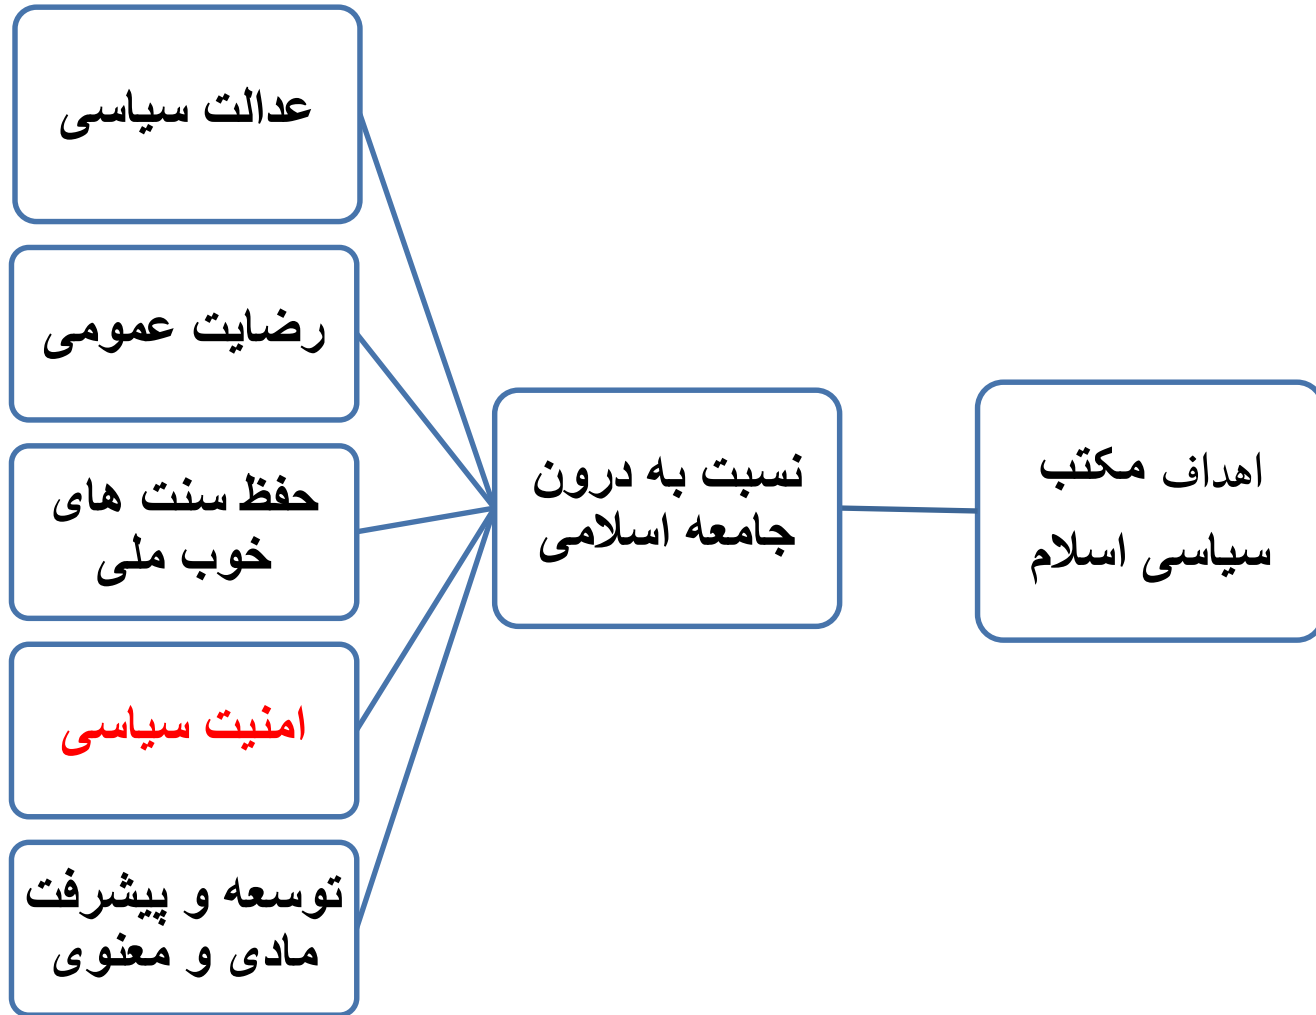 اهداف مکتب
سیاسی اسلام
نسبت به درون
جامعه اسلامی
عدالت سیاسی
رضایت عمومی
حفظ سنت های
خوب ملی
امنیت سیاسی
توسعه و پیشرفت
مادی و معنوی